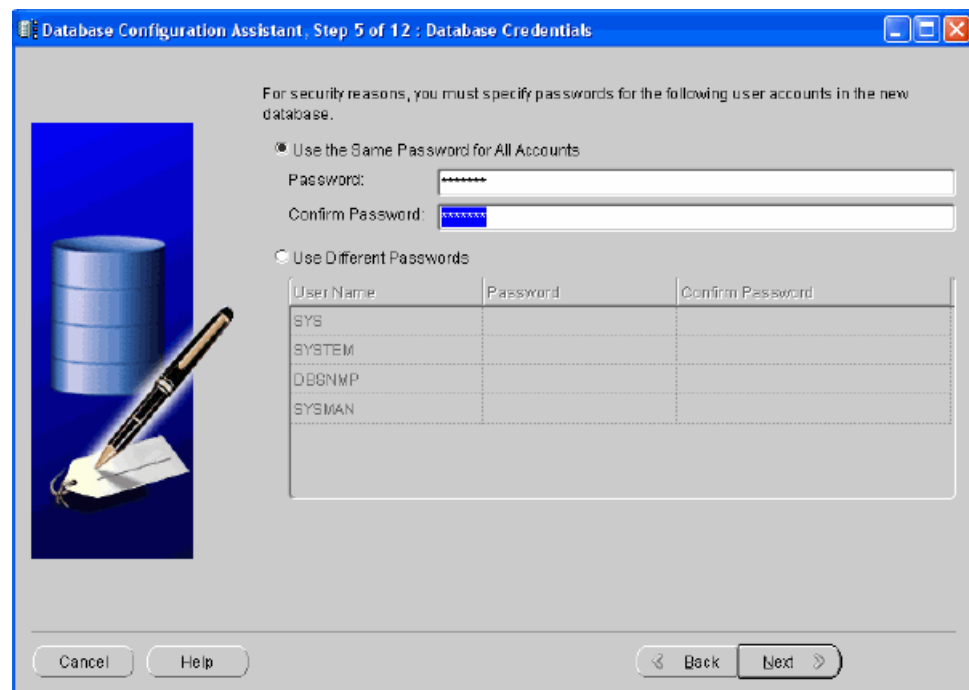 Database Configuration Assistant, Step 5 of 12 : Database Credentials
For security reasons, you must specify passwords for the following user accounts in the new
database.
Use the Same Password for All Accounts
Password: *******
Confirm Password: *******
Use Different Passwords
User Name Password Confirm Password
SYS
SYSTEM
DBSNMP
SYSMAN
Cancel Help Back Next